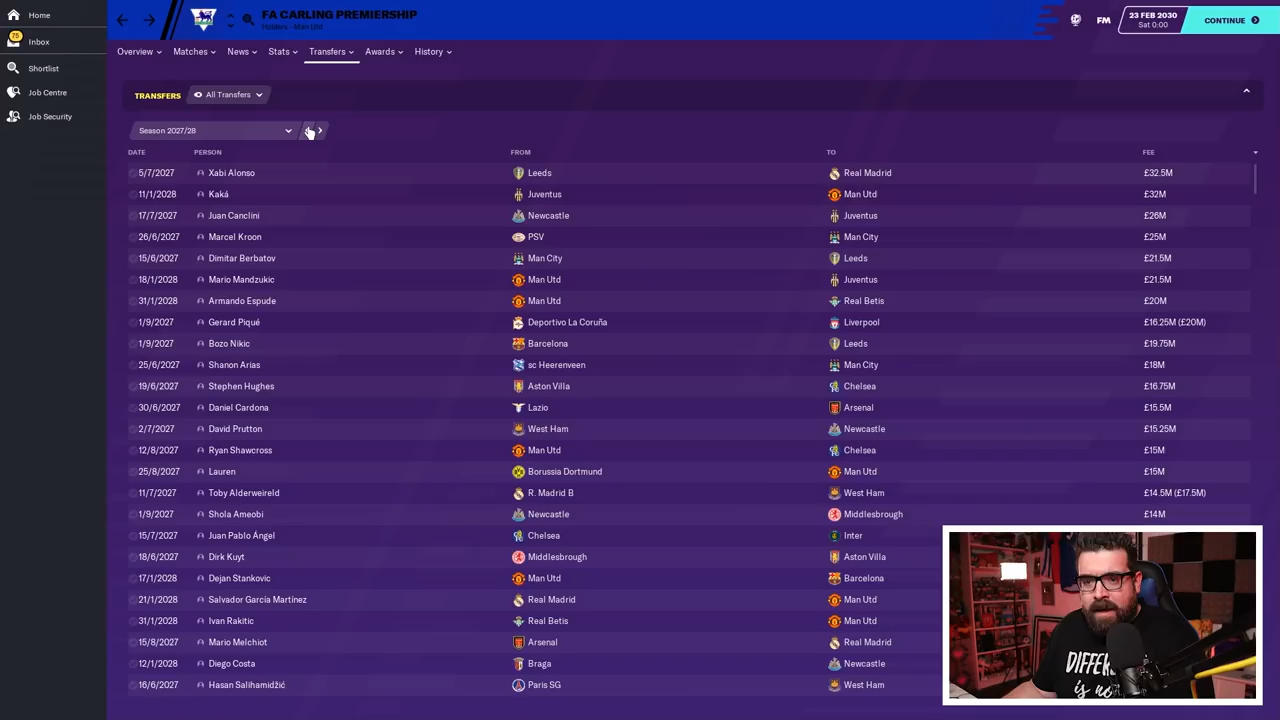 Home
75
Inbox
Shortlist
Job Centre
Job Security
FA CARLING PREMIERSHIP
Holders - Man Utd
FM
23 FEB 2030
Sat 0:00
CONTINUE
Overview
Matches
News
Stats
Transfers
Awards
History
TRANSFERS
All Transfers
Season 2027/28
DATE PERSON FROM TO FEE
5/7/2027 Xabi Alonso Leeds Real Madrid £32.5M
11/1/2028 Kaká Juventus Man Utd £32M
17/7/2027 Juan Canclini Newcastle Juventus £26M
26/6/2027 Marcel Kroon PSV Man City £25M
15/6/2027 Dimitar Berbatov Man City Leeds £21.5M
18/1/2028 Mario Mandzukic Man Utd Juventus £21.5M
31/1/2028 Armando Espude Man Utd Real Betis £20M
1/9/2027 Gerard Piqué Deportivo La Coruña Liverpool £16.25M (£20M)
1/9/2027 Bozo Nikic Barcelona Leeds £19.75M
25/6/2027 Shanon Arias sc Heerenveen Man City £18M
19/6/2027 Stephen Hughes Aston Villa Chelsea £16.75M
30/6/2027 Daniel Cardona Lazio Arsenal £15.5M
2/7/2027 David Prutton West Ham Newcastle £15.25M
12/8/2027 Ryan Shawcross Man Utd Chelsea £15M
25/8/2027 Lauren Borussia Dortmund Man Utd £15M
11/7/2027 Toby Alderweireld R. Madrid B West Ham £14.5M (£17.5M)
1/9/2027 Shola Ameobi Newcastle Middlesbrough £14M
15/7/2027 Juan Pablo Ángel Chelsea Inter
18/6/2027 Dirk Kuyt Middlesbrough Aston Villa
17/1/2028 Dejan Stankovic Man Utd Barcelona
21/1/2028 Salvador García Martínez Real Madrid Man Utd
31/1/2028 Ivan Rakitic Real Betis Man Utd
15/8/2027 Mario Melchiot Arsenal Real Madrid
12/1/2028 Diego Costa Braga Newcastle
16/6/2027 Hasan Salihamidžić Paris SG West Ham
is no